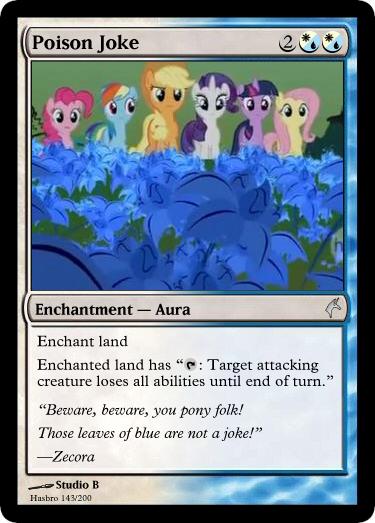 Poison Joke 2
Enchantment — Aura
Enchant land
Enchanted land has “: Target attacking
creature loses all abilities until end of turn.”
“Beware, beware, you pony folk!
Those leaves of blue are not a joke!”
—Zecora
Studio B
Hasbro 143/200